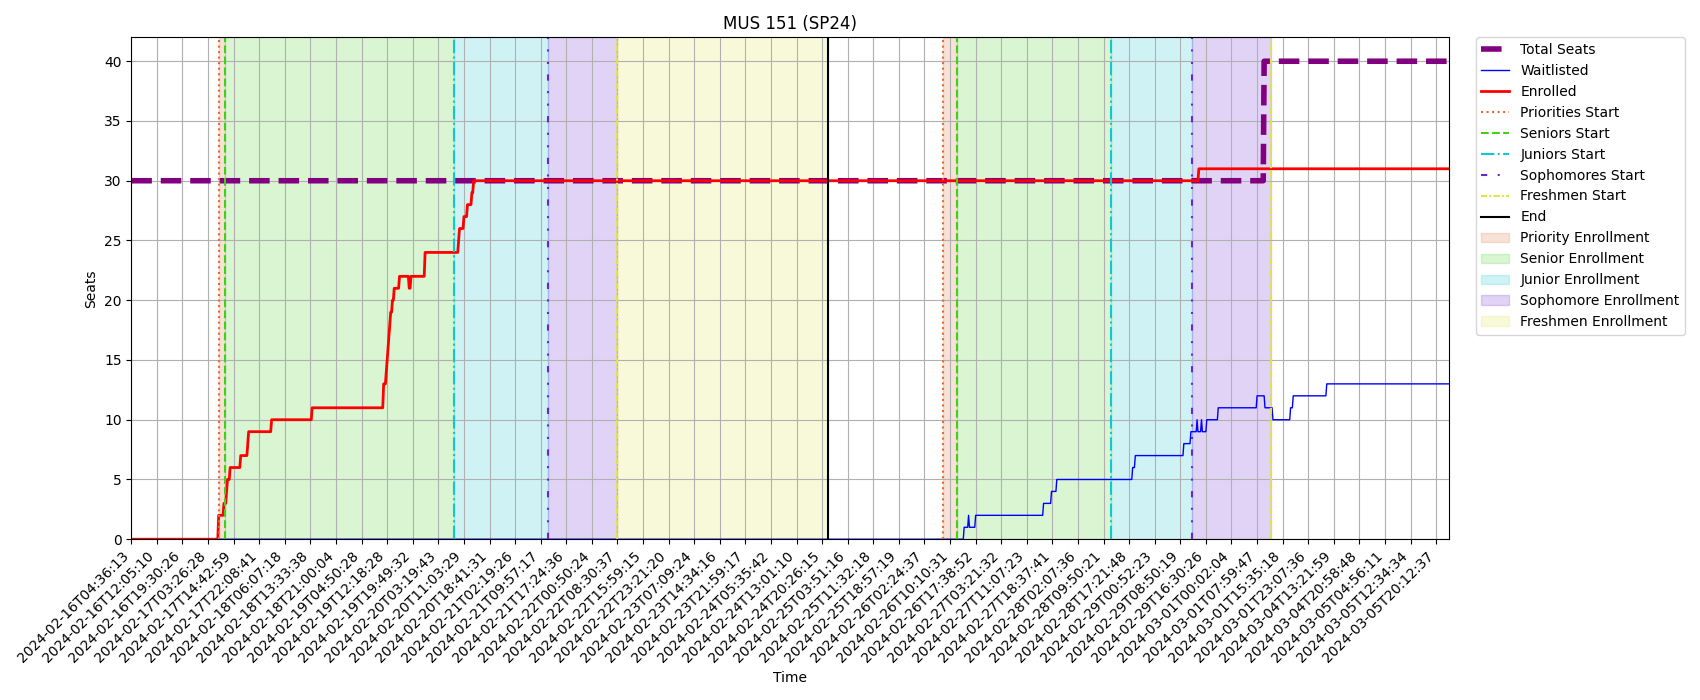 MUS 151 (SP24)
40
35
30
25
20
15
10
5
0
Seats
2024-02-16T04:36:13
2024-02-16T12:05:10
2024-02-16T19:30:26
2024-02-17T03:26:28
2024-02-17T14:42:59
2024-02-17T22:08:41
2024-02-18T06:07:18
2024-02-18T13:33:38
2024-02-18T21:00:04
2024-02-19T04:50:28
2024-02-19T12:18:28
2024-02-19T19:49:32
2024-02-20T03:19:43
2024-02-20T11:03:29
2024-02-20T18:41:31
2024-02-21T02:19:26
2024-02-21T09:57:17
2024-02-21T17:24:36
2024-02-22T00:50:24
2024-02-22T08:30:37
2024-02-22T15:59:15
2024-02-22T23:21:20
2024-02-23T07:09:24
2024-02-23T14:34:16
2024-02-23T21:59:17
2024-02-24T05:35:42
2024-02-24T13:01:10
2024-02-24T20:26:15
2024-02-25T03:51:16
2024-02-25T11:32:18
2024-02-25T18:57:19
2024-02-26T02:24:37
2024-02-26T10:10:31
2024-02-26T17:38:52
2024-02-27T03:21:32
2024-02-27T11:07:23
2024-02-27T18:37:41
2024-02-28T02:07:36
2024-02-28T09:50:21
2024-02-28T17:21:48
2024-02-29T00:52:23
2024-02-29T08:50:19
2024-02-29T16:30:26
2024-03-01T00:02:04
2024-03-01T07:59:47
2024-03-01T15:35:18
2024-03-01T23:07:36
2024-03-04T13:21:59
2024-03-04T20:58:48
2024-03-05T04:56:11
2024-03-05T12:34:34
2024-03-05T20:12:37
Time
Total Seats
Waitlisted
Enrolled
Priorities Start
Seniors Start
Juniors Start
Sophomores Start
Freshmen Start
End
Priority Enrollment
Senior Enrollment
Junior Enrollment
Sophomore Enrollment
Freshmen Enrollment